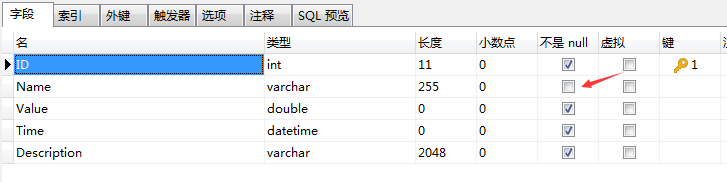 字段 索引 外键 触发器 选项 注释 SQL 预览
名 类型 长度 小数点 不是 null 虚拟 键
ID int 11 0 1
Name varchar 255 0
Value double 0 0
Time datetime 0 0
Description varchar 2048 0